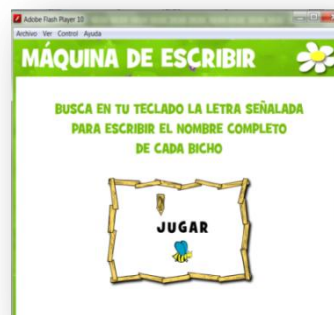 Adobe Flash Player 10
Archivo Ver Control Ayuda
MÁQUINA DE ESCRIBIR
BUSCA EN TU TECLADO LA LETRA SEÑALADA
PARA ESCRIBIR EL NOMBRE COMPLETO
DE CADA BICHO
JUGAR